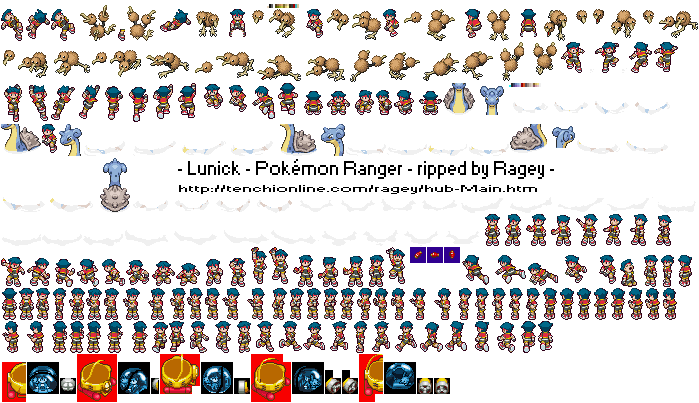 - Lunick - Pokémon Ranger - ripped by Ragey -
http://tenchionline.com/ragey/hub-Main.htm